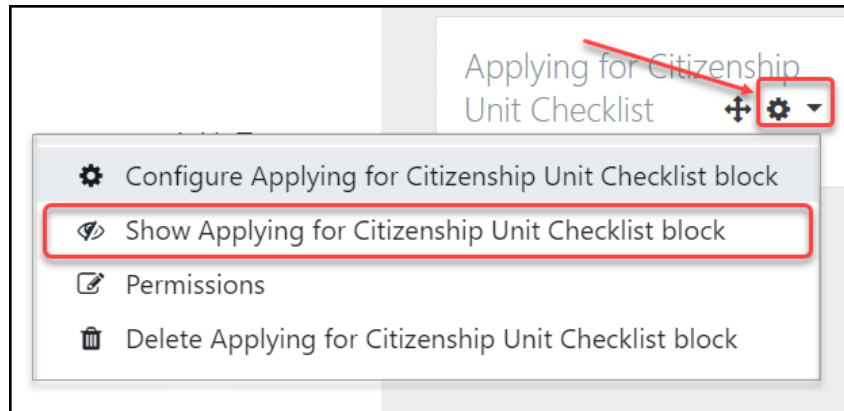 Applying for Citizenship
Unit Checklist
Configure Applying for Citizenship Unit Checklist block
Show Applying for Citizenship Unit Checklist block
Permissions
Delete Applying for Citizenship Unit Checklist block